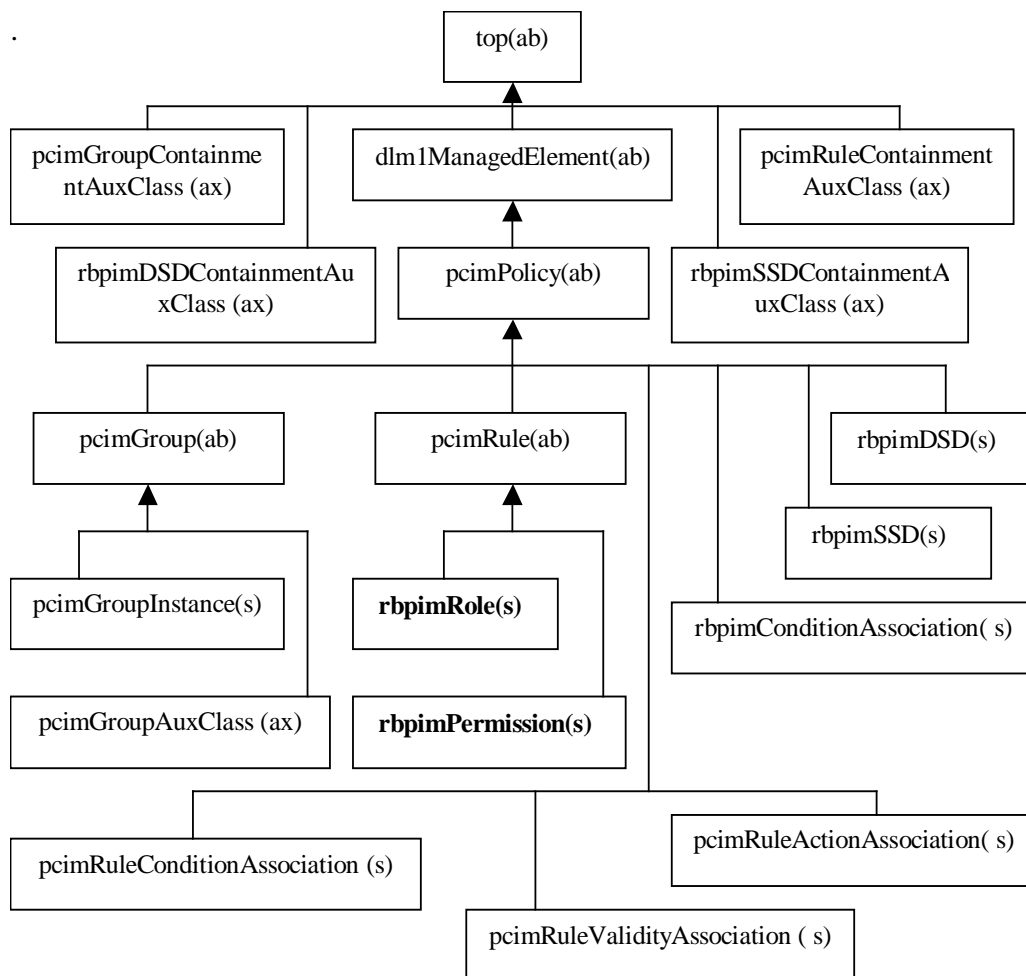 .
top(ab)
pcimGroupContainme
ntAuxClass (ax)
dlm1ManagedElement(ab)
pcimRuleContainment
AuxClass (ax)
rbpimDSDContainmentAu
xClass (ax)
pcimPolicy(ab)
rbpimSSDContainmentA
uxClass (ax)
pcimGroup(ab)
pcimRule(ab)
rbpimDSD(s)
rbpimSSD(s)
pcimGroupInstance(s)
rbpimRole(s)
rbpimConditionAssociation( s)
pcimGroupAuxClass (ax)
rbpimPermission(s)
pcimRuleActionAssociation( s)
pcimRuleConditionAssociation (s)
pcimRuleValidityAssociation ( s)